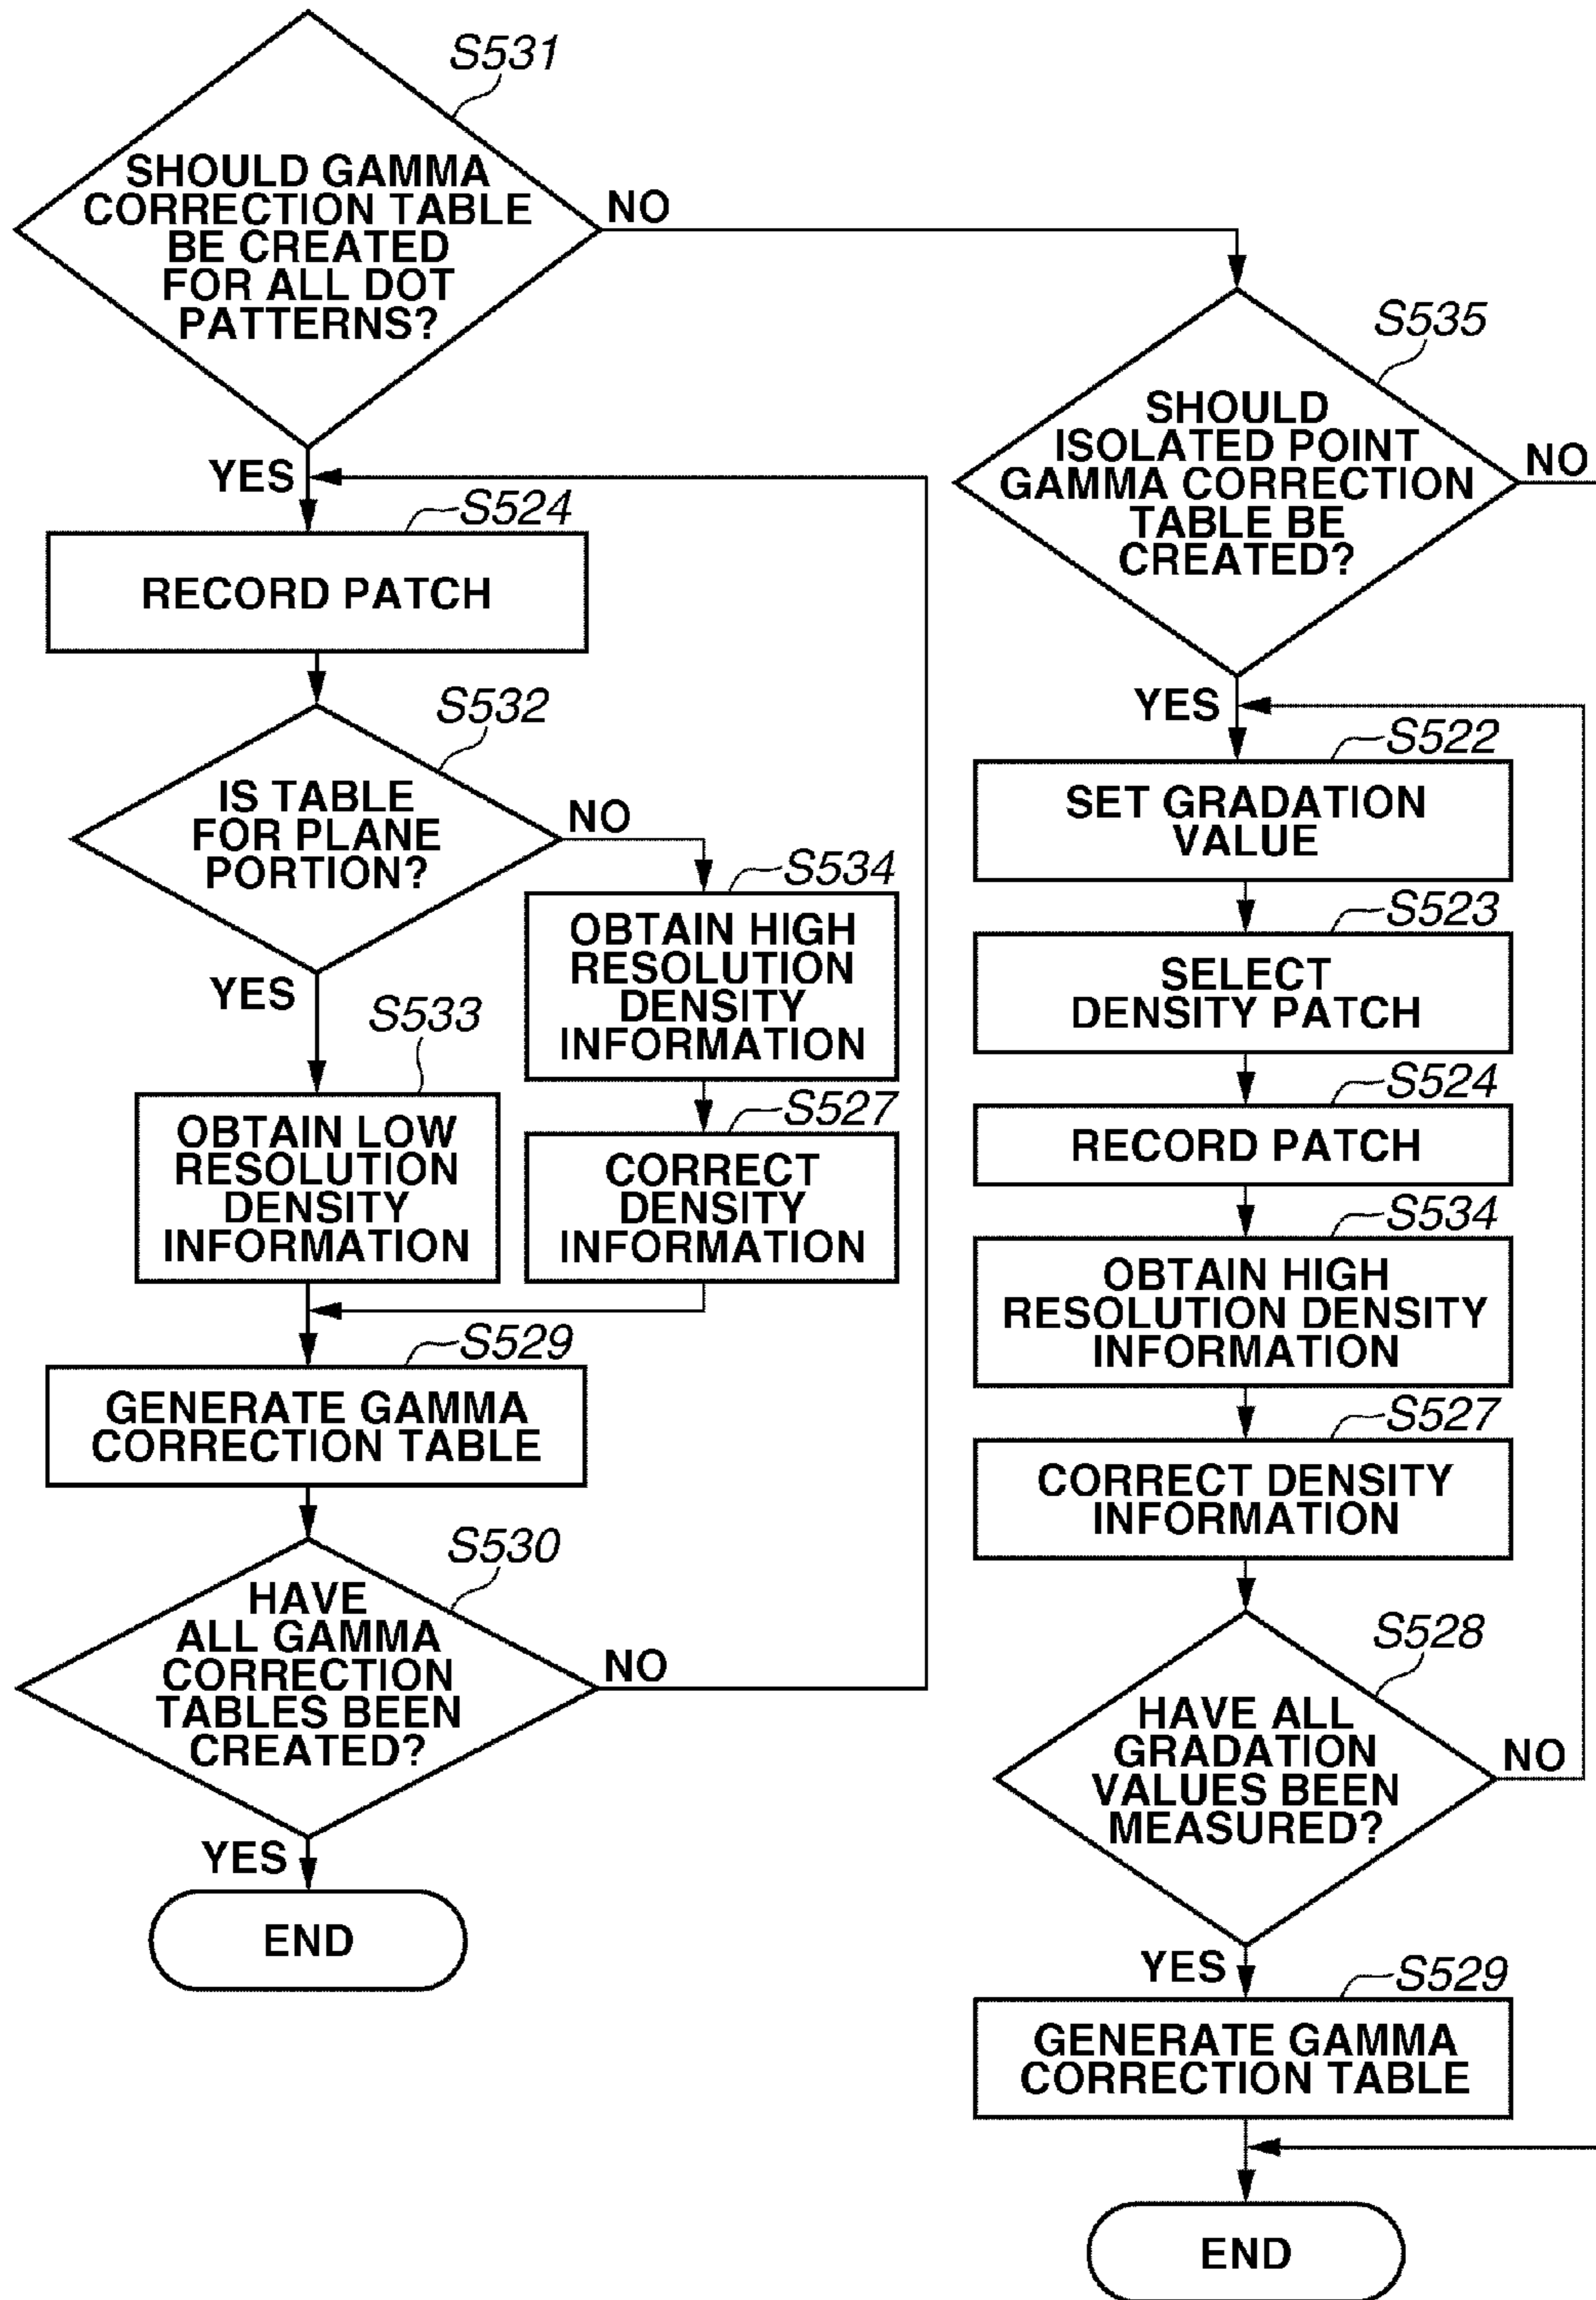 S531
SHOULD GAMMA
CORRECTION TABLE
BE CREATED
FOR ALL DOT
PATTERNS?
NO
YES
S524
RECORD PATCH
S532
IS TABLE
FOR PLANE
PORTION?
NO
YES
S534
OBTAIN HIGH
RESOLUTION
DENSITY
INFORMATION
S533
OBTAIN LOW
RESOLUTION
DENSITY
INFORMATION
S527
CORRECT
DENSITY
INFORMATION
S529
GENERATE GAMMA
CORRECTION TABLE
S530
HAVE
ALL GAMMA
CORRECTION
TABLES BEEN
CREATED?
NO
YES
END
S535
SHOULD
ISOLATED POINT
GAMMA CORRECTION
TABLE BE
CREATED?
NO
YES
S522
SET GRADATION
VALUE
S523
SELECT
DENSITY PATCH
S524
RECORD PATCH
S534
OBTAIN HIGH
RESOLUTION DENSITY
INFORMATION
S527
CORRECT DENSITY
INFORMATION
S528
HAVE ALL
GRADATION
VALUES BEEN
MEASURED?
NO
YES
S529
GENERATE GAMMA
CORRECTION TABLE
END